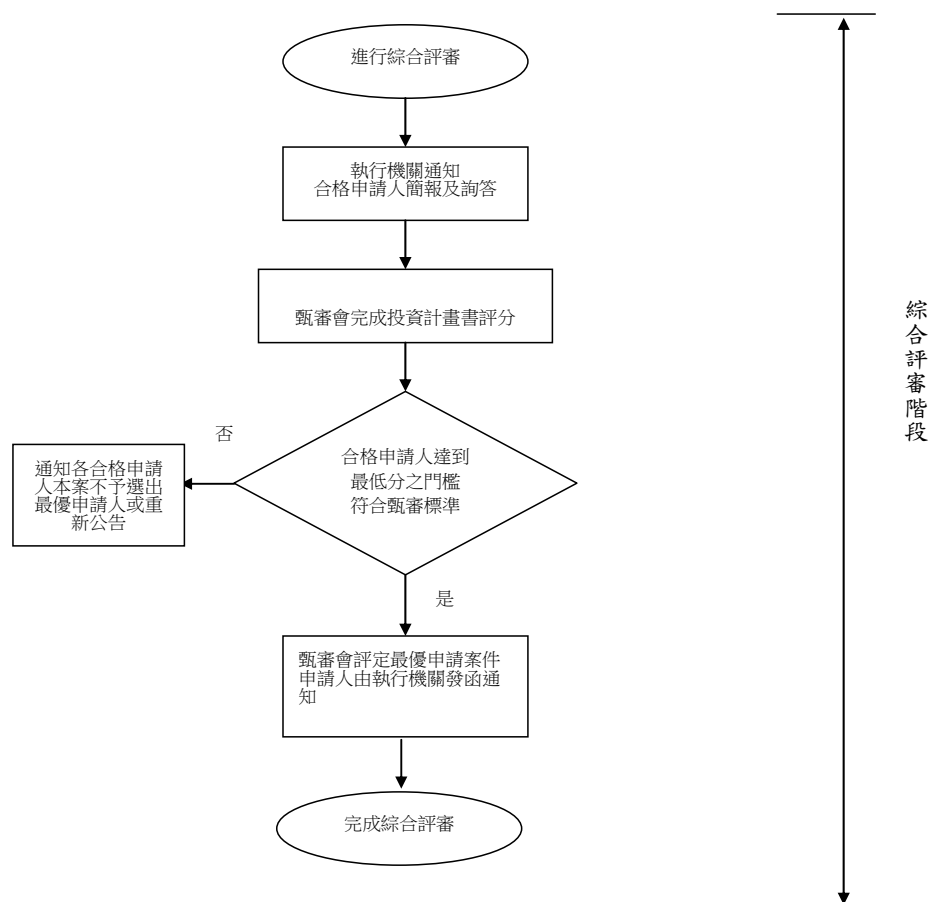 進行綜合評審
執行機關通知
合格申請人簡報及詢答
甄審會完成投資計畫書評分
合格申請人達到
最低分之門檻
符合甄審標準
否
通知各合格申請
人本案不予選出
最優申請人或重
新公告
是
甄審會評定最優申請案件
申請人由執行機關發函通
知
完成綜合評審
綜合評審階段